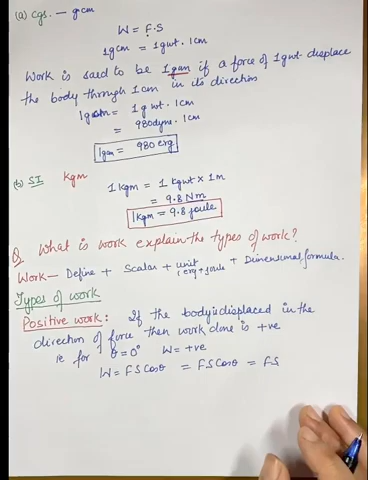 (a) Cgs. — gcm
W = F.S
1gcm = 1gwt . 1cm
Work is said to be 1gcm if a force of 1gwt displace
the body through 1cm in its direction
1gcm = 1gwt . 1cm
= 980dyne . 1cm
1gcm = 980 erg
(b) SI kgm
1 kgm = 1 kgwt x 1m
= 9.8 Nm
1kgm = 9.8 joule
Q What is work explain the types of work?
Work — Define + Scalar + unit + Dimensional formula.
1 erg + joule
Types of work
Positive work: If the body is displaced in the
direction of force then work done is +ve
ie for θ = 0° W = +ve
W = FS Cosθ = FS Cosθ = FS